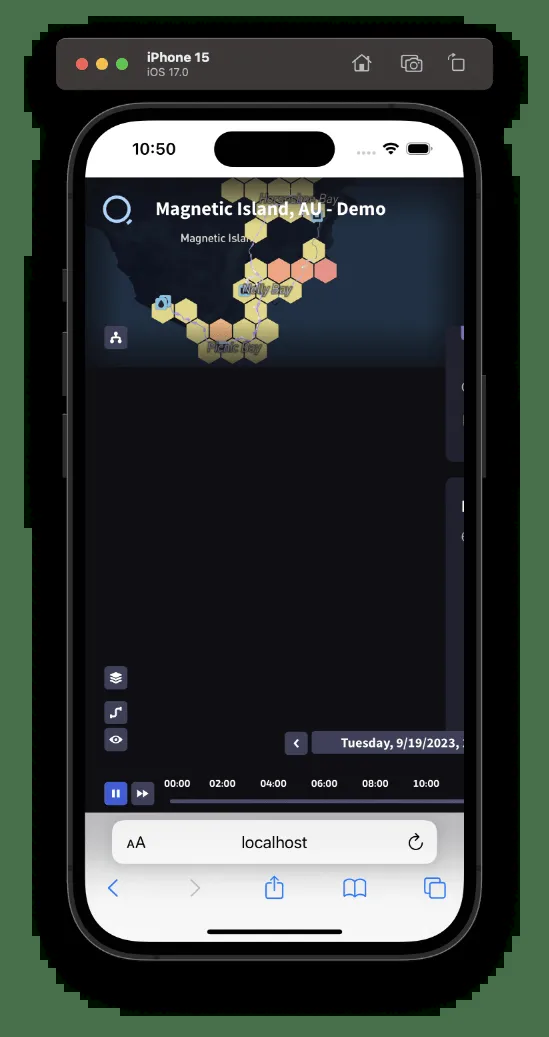 iPhone 15
iOS 17.0
10:50
Magnetic Island, AU - Demo
Magnetic Islan
Nelly Bay
Picnic Bay
Tuesday, 9/19/2023,
00:00 02:00 04:00 06:00 08:00 10:00
AA localhost